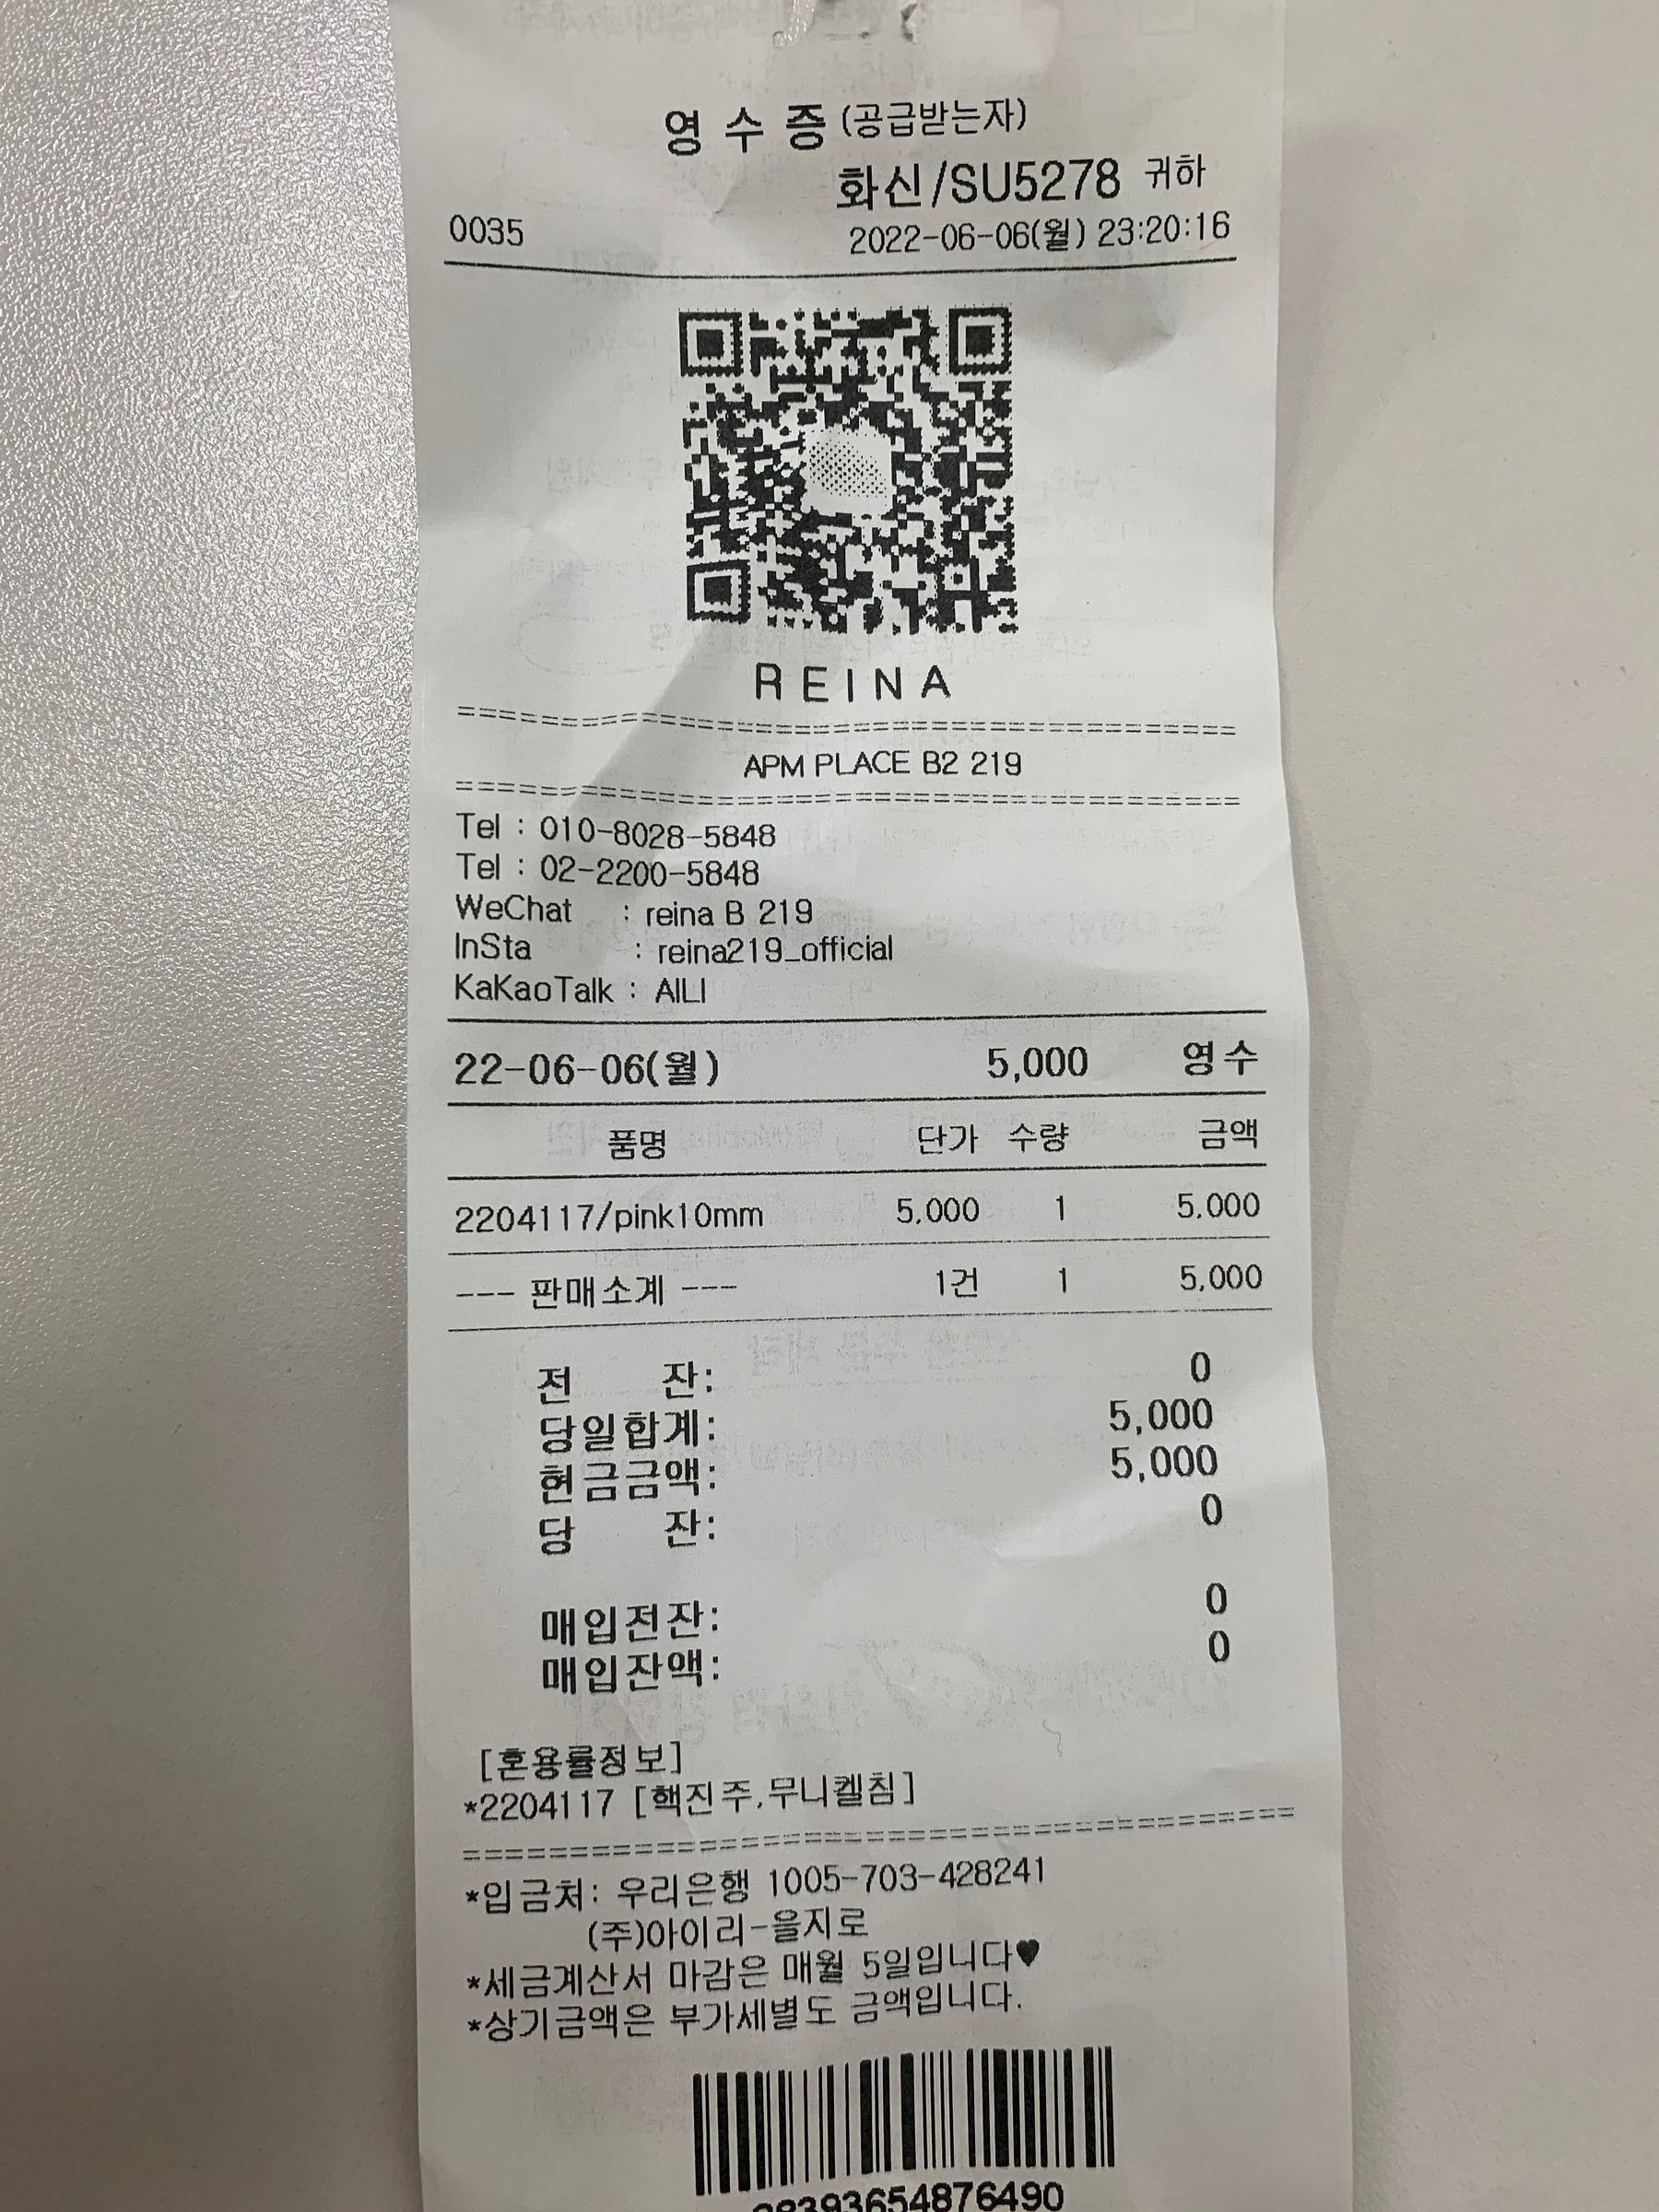 영 수 증 (공급받는자)
화신/SU5278 귀하
0035 2022-06-06(월) 23:20:16
REINA
======================================
APM PLACE B2 219
======================================
Tel : 010-8028-5848
Tel : 02-2200-5848
WeChat : reina B 219
InSta : reina219_official
KaKaoTalk : AILI
22-06-06(월) 5,000 영수
품명 단가 수량 금액
2204117/pink10mm 5,000 1 5,000
--- 판매소계 --- 1건 1 5,000
전 잔: 0
당일합계: 5,000
현금금액: 5,000
당 잔: 0
매입전잔: 0
매입잔액: 0
[혼용률정보]
*2204117 [핵진주,무니켈침]
======================================
*입금처: 우리은행 1005-703-428241
(주)아이리-을지로
*세금계산서 마감은 매월 5일입니다♥
*상기금액은 부가세별도 금액입니다.